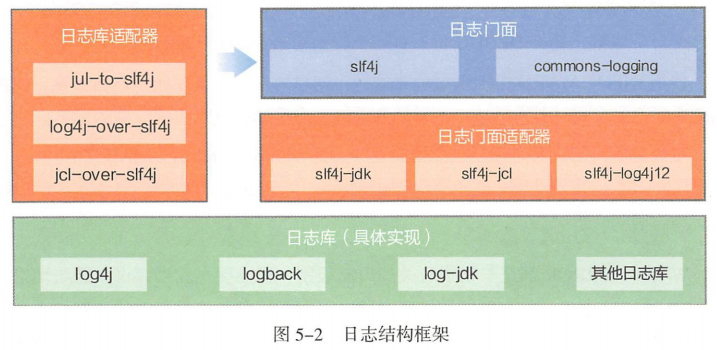 日志库适配器
jul-to-slf4j
log4j-over-slf4j
jcl-over-slf4j
日志门面
slf4j
commons-logging
日志门面适配器
slf4j-jdk
slf4j-jcl
slf4j-log4j12
日志库（具体实现）
log4j
logback
log-jdk
其他日志库
图 5-2 日志结构框架